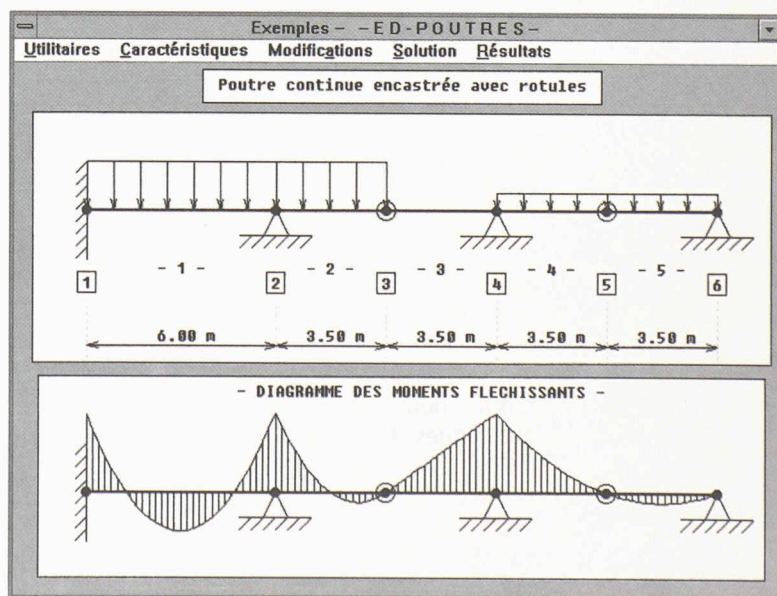 Exemples – –ED-POUTRES–
Utilitaires Caractéristiques Modifications Solution Résultats
Poutre continue encastrée avec rotules
- 1 - - 2 - - 3 - - 4 - - 5 -
1 2 3 4 5 6
6.00 m 3.50 m 3.50 m 3.50 m 3.50 m
- DIAGRAMME DES MOMENTS FLECHISSANTS -